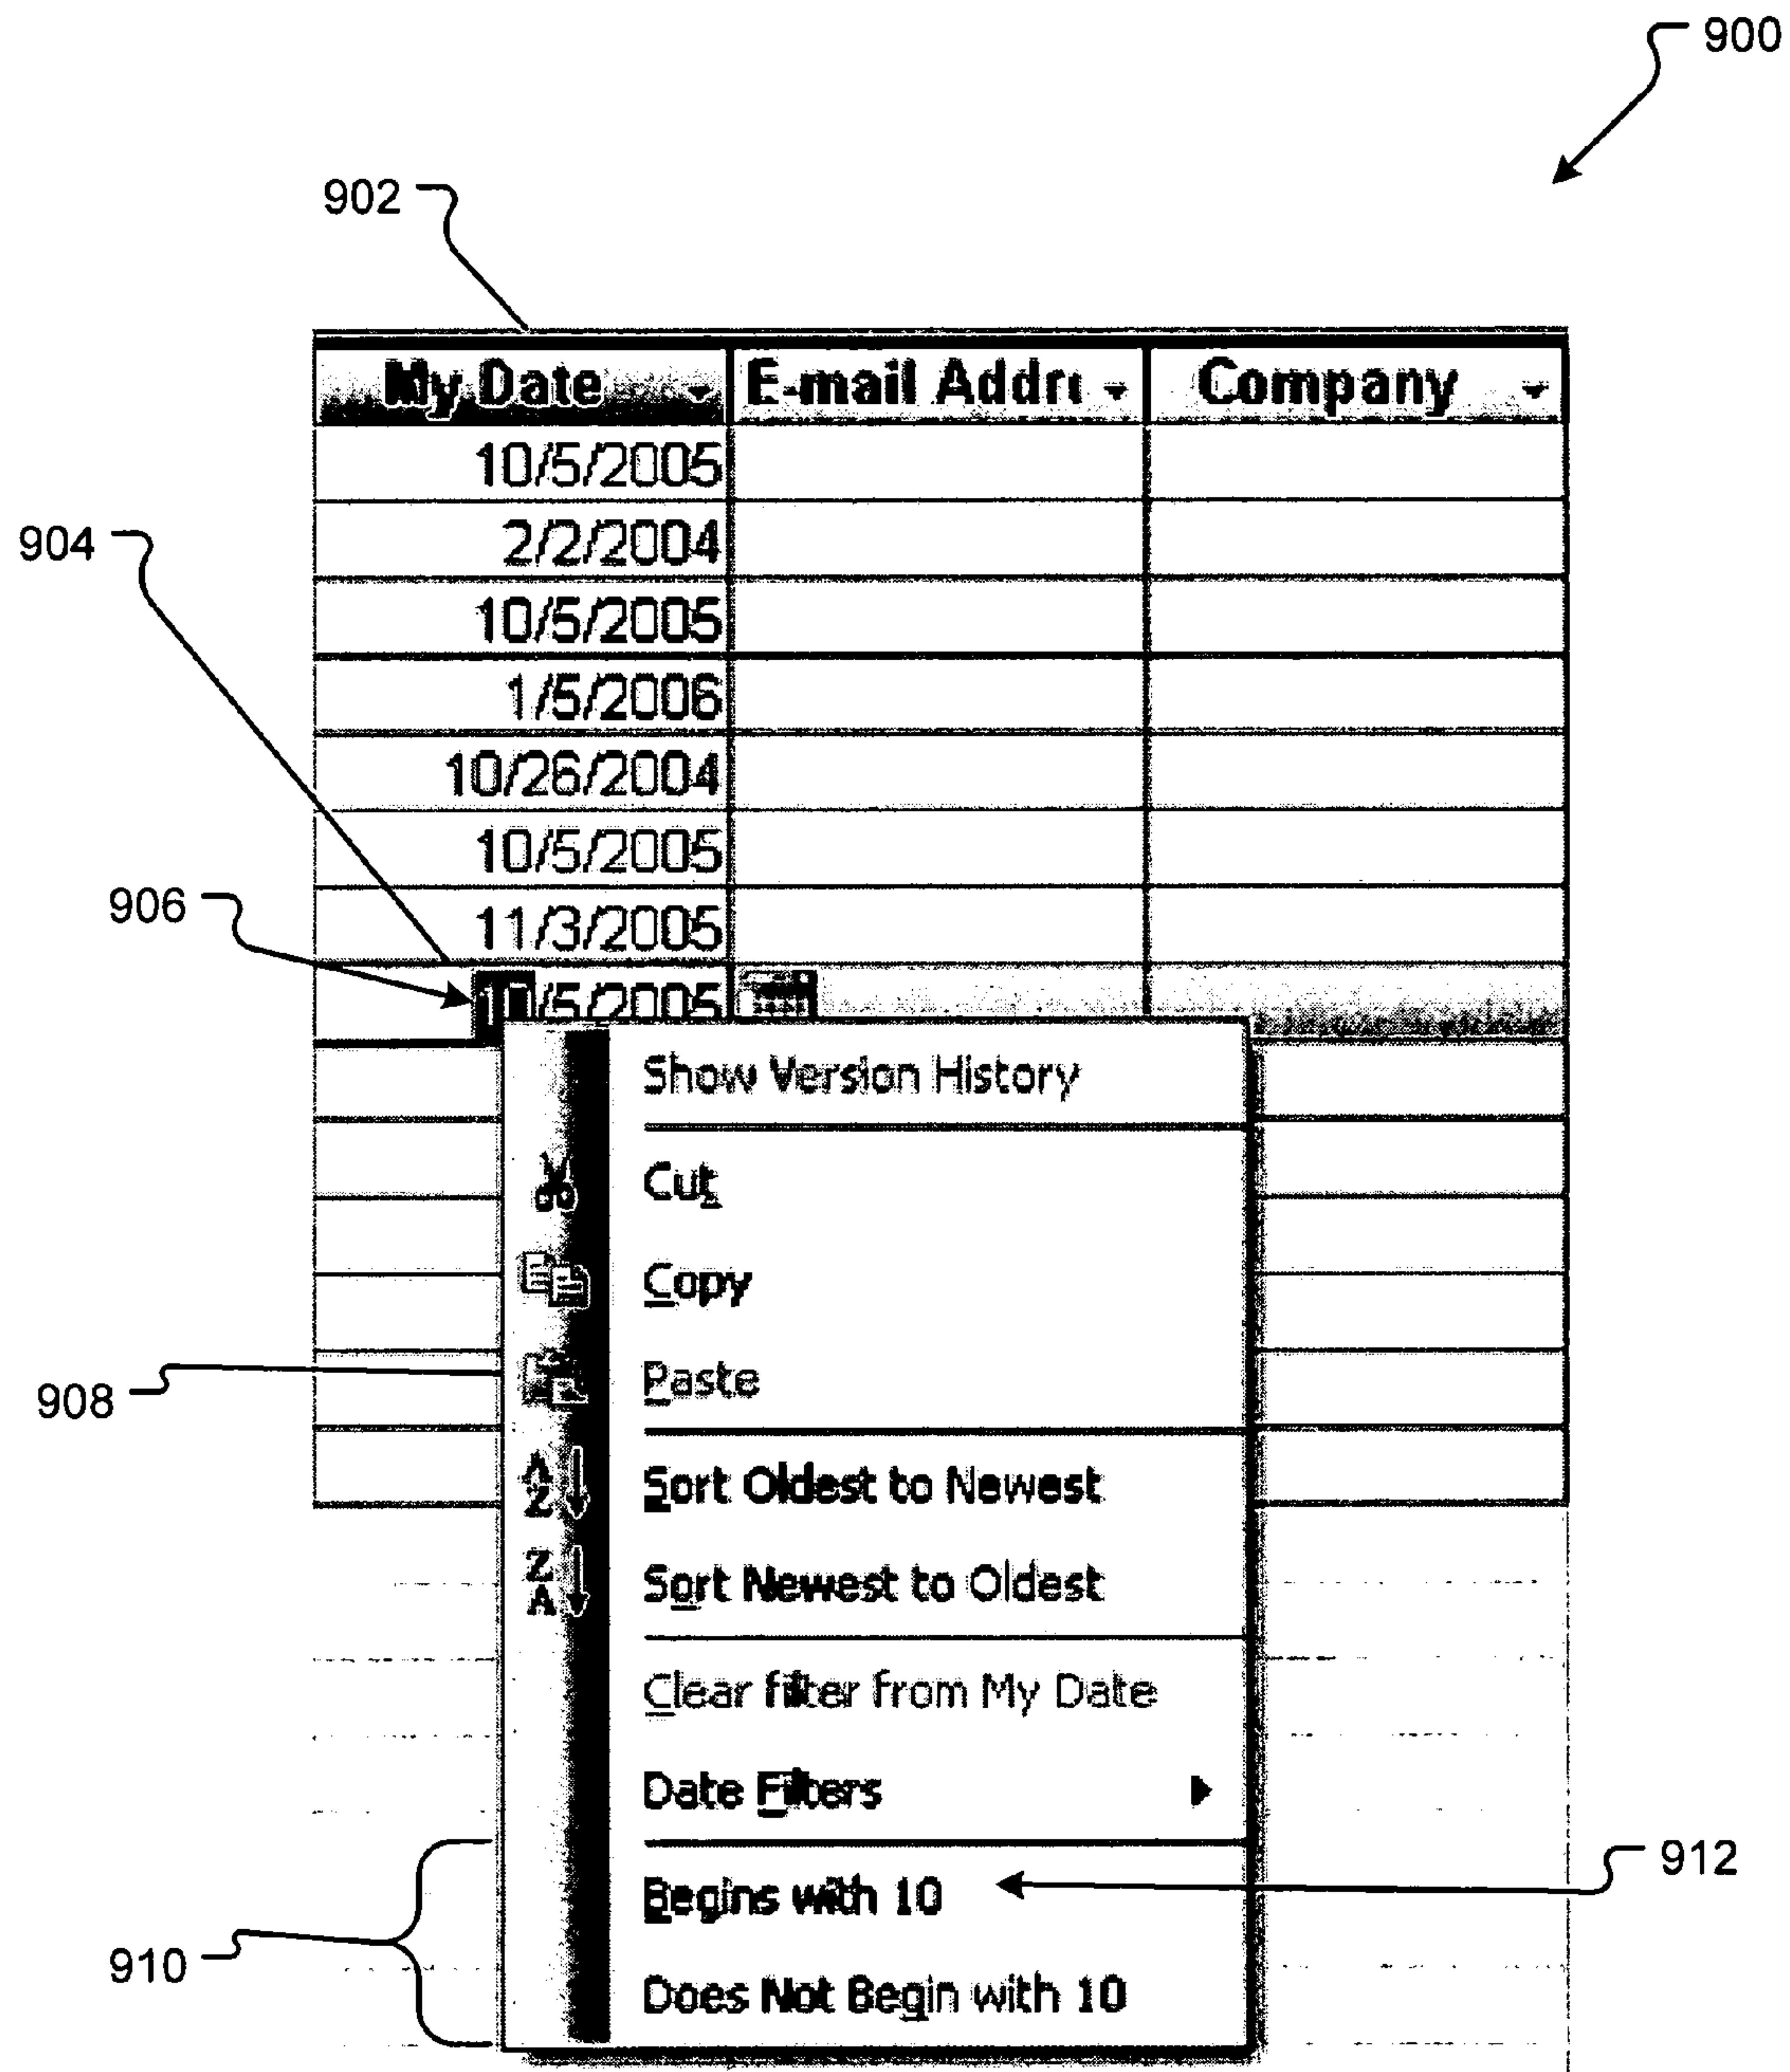 900
902
My Date E-mail Addr Company
10/5/2005
2/2/2004
904
10/5/2005
1/5/2006
10/26/2004
10/5/2005
906
11/3/2005
10/5/2005
Show Version History
Cut
Copy
908
Paste
Sort Oldest to Newest
Sort Newest to Oldest
Clear filter from My Date
Date Filters
912
Begins with 10
910
Does Not Begin with 10